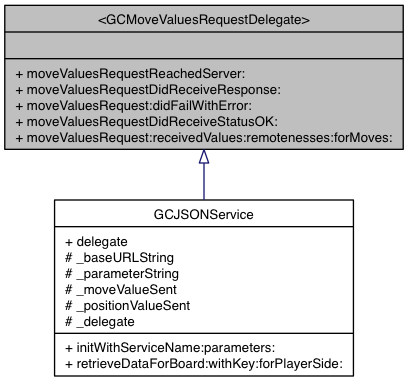 <GCMoveValuesRequestDelegate>
+ moveValuesRequestReachedServer:
+ moveValuesRequestDidReceiveResponse:
+ moveValuesRequest:didFailWithError:
+ moveValuesRequestDidReceiveStatusOK:
+ moveValuesRequest:receivedValues:remotenesses:forMoves:
GCJSONService
+ delegate
# _baseURLString
# _parameterString
# _moveValueSent
# _positionValueSent
# _delegate
+ initWithServiceName:parameters:
+ retrieveDataForBoard:withKey:forPlayerSide: